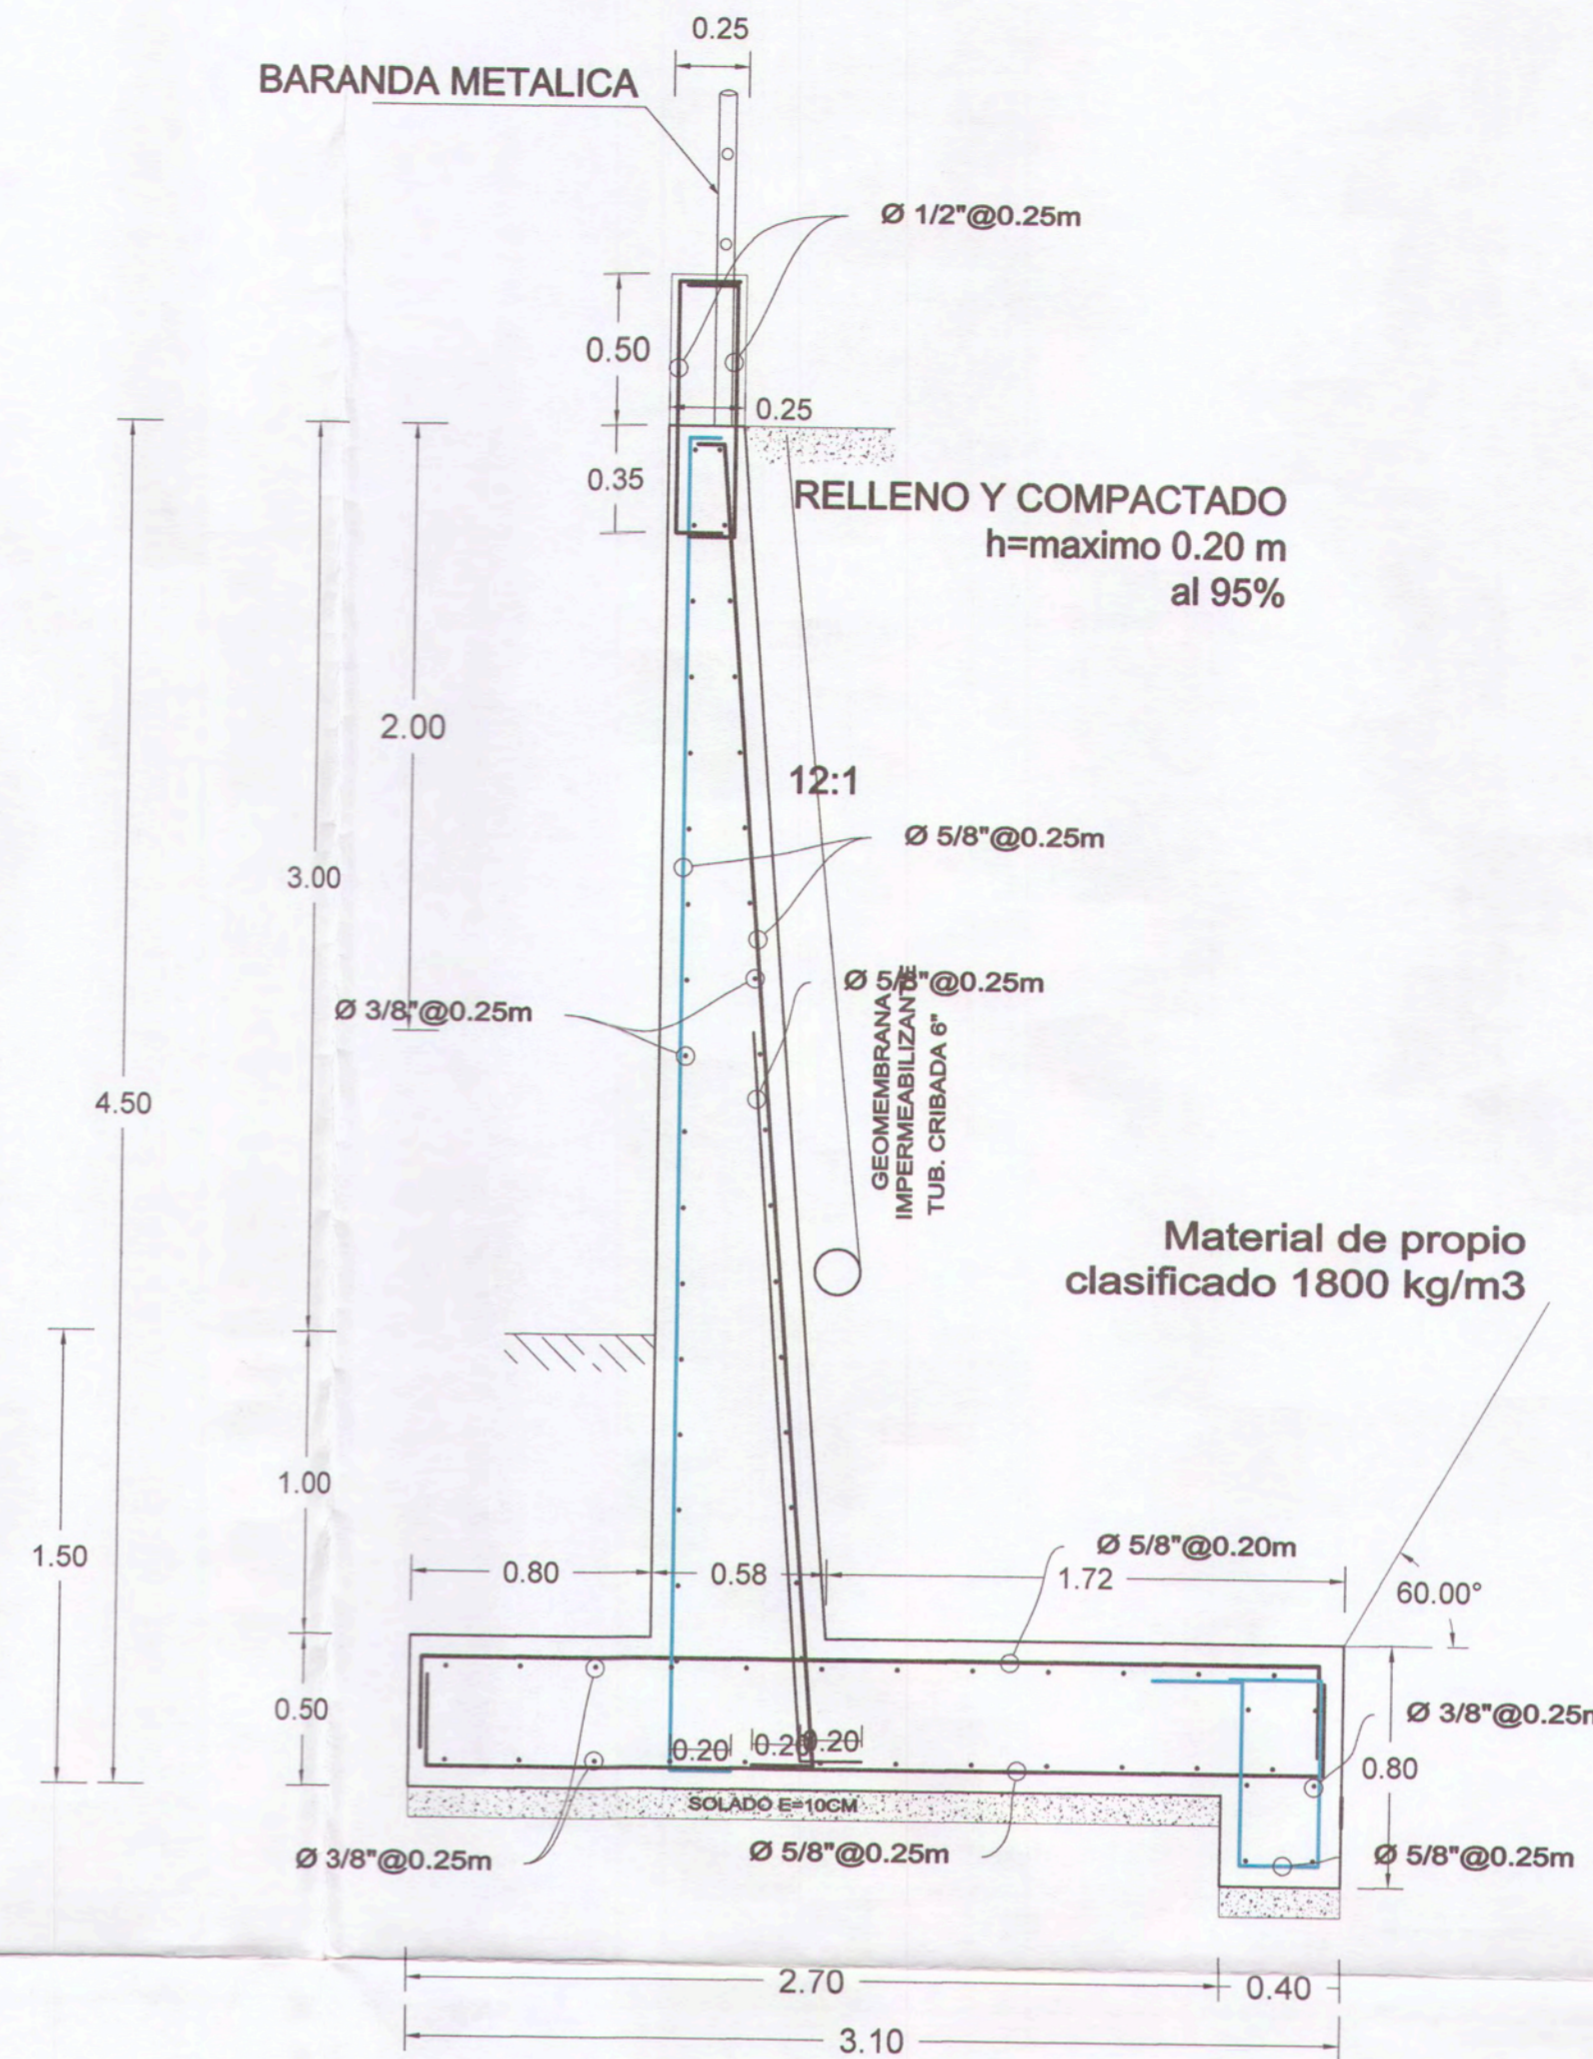 0.25
BARANDA METALICA
Ø 1/2"@0.25m
0.50
0.25
0.35
RELLENO Y COMPACTADO
h=maximo 0.20 m
al 95%
2.00
12:1
Ø 5/8"@0.25m
3.00
Ø 5/8"@0.25m
Ø 3/8"@0.25m
GEOMEMBRANA
IMPERMEABILIZANTE
TUB. CRIBADA 6"
4.50
Material de propio
clasificado 1800 kg/m3
1.00
1.50
0.80
0.58
Ø 5/8"@0.20m
1.72
60.00°
0.50
0.20
0.20
Ø 3/8"@0.25m
0.80
SOLADO E=10CM
Ø 3/8"@0.25m
Ø 5/8"@0.25m
Ø 5/8"@0.25m
2.70
0.40
3.10